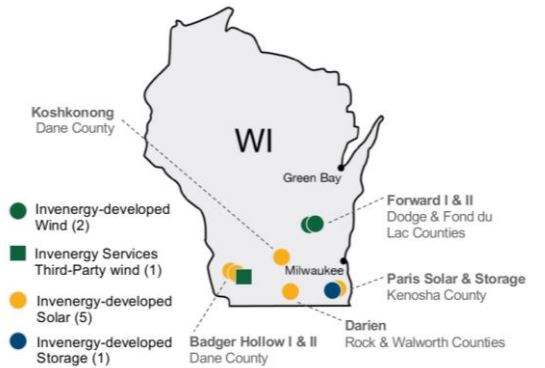 Koshkonong
Dane County
WI
Green Bay
Invenergy-developed
Wind (2)
Invenergy Services
Third-Party wind (1)
Invenergy-developed
Solar (5)
Invenergy-developed
Storage (1)
Forward I & II
Dodge & Fond du
Lac Counties
Milwaukee
Paris Solar & Storage
Kenosha County
Darien
Rock & Walworth Counties
Badger Hollow I & II
Dane County